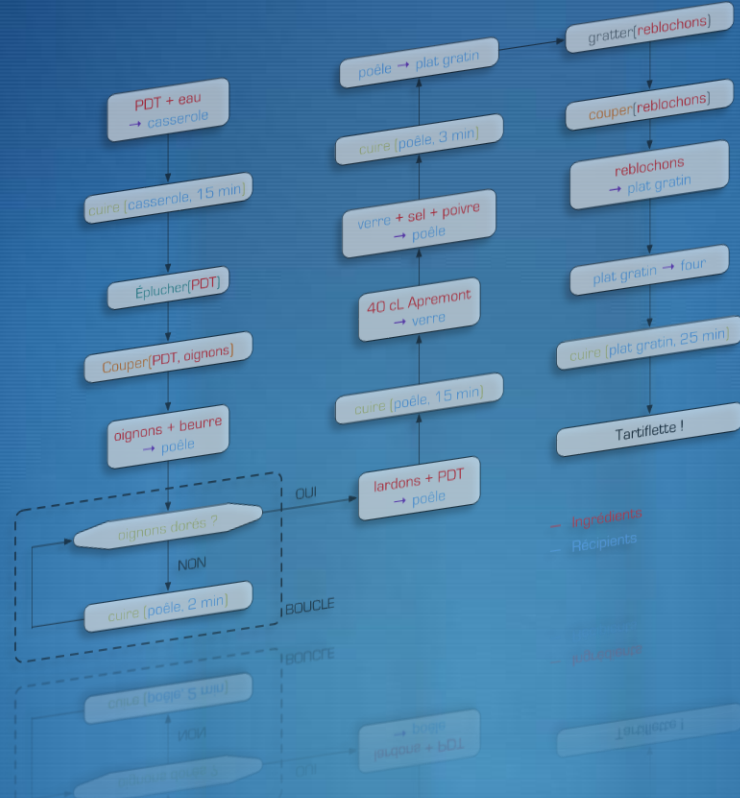 PDT + eau
→ casserole
cuire (casserole, 15 min)
Éplucher(PDT)
Couper(PDT, oignons)
oignons + beurre
→ poêle
oignons dorés ?
OUI
NON
cuire (poêle, 2 min)
BOUCLE
lardons + PDT
→ poêle
cuire (poêle, 15 min)
40 cL Apremont
→ verre
verre + sel + poivre
→ poêle
cuire (poêle, 3 min)
poêle → plat gratin
gratter(reblochons)
couper(reblochons)
reblochons
→ plat gratin
plat gratin → four
cuire (plat gratin, 25 min)
Tartiflette !
— Ingrédients
— Récipients